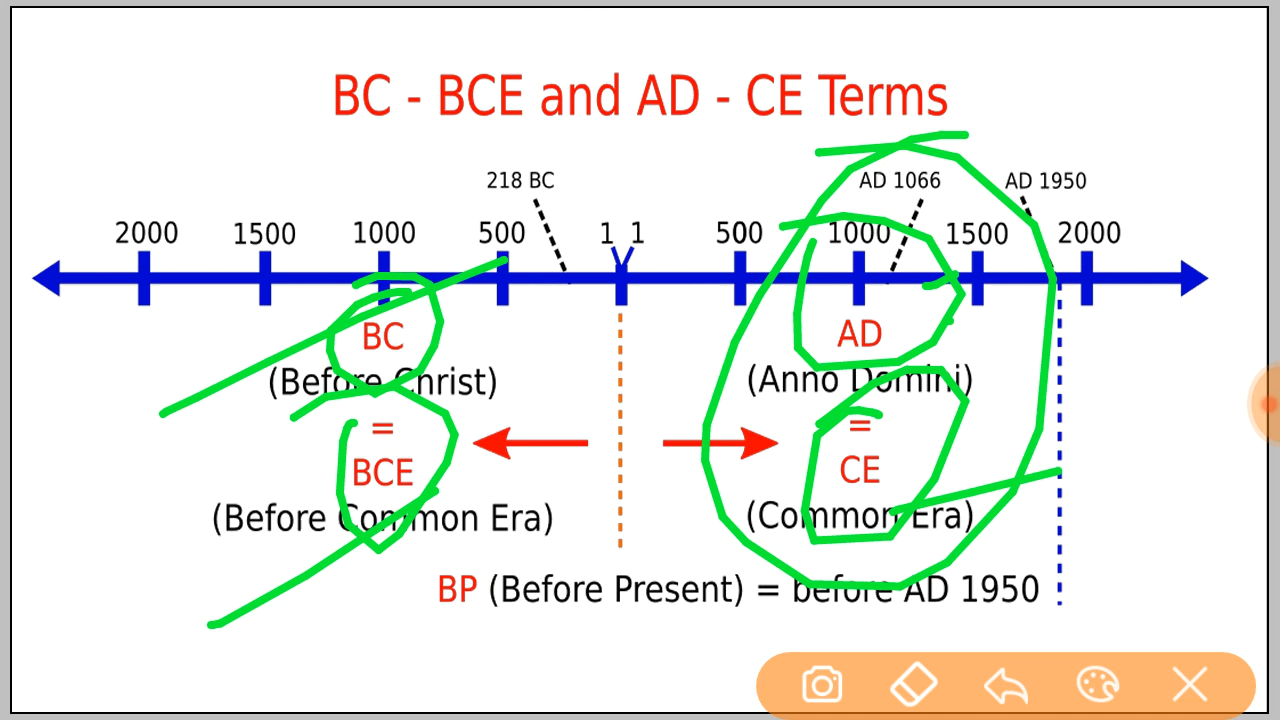 BC - BCE and AD - CE Terms
218 BC
AD 1066
AD 1950
2000 1500 1000 500 1 1 500 1000 1500 2000
BC
AD
(Before Christ)
(Anno Domini)
=
=
BCE
CE
(Before Common Era)
(Common Era)
BP (Before Present) = before AD 1950